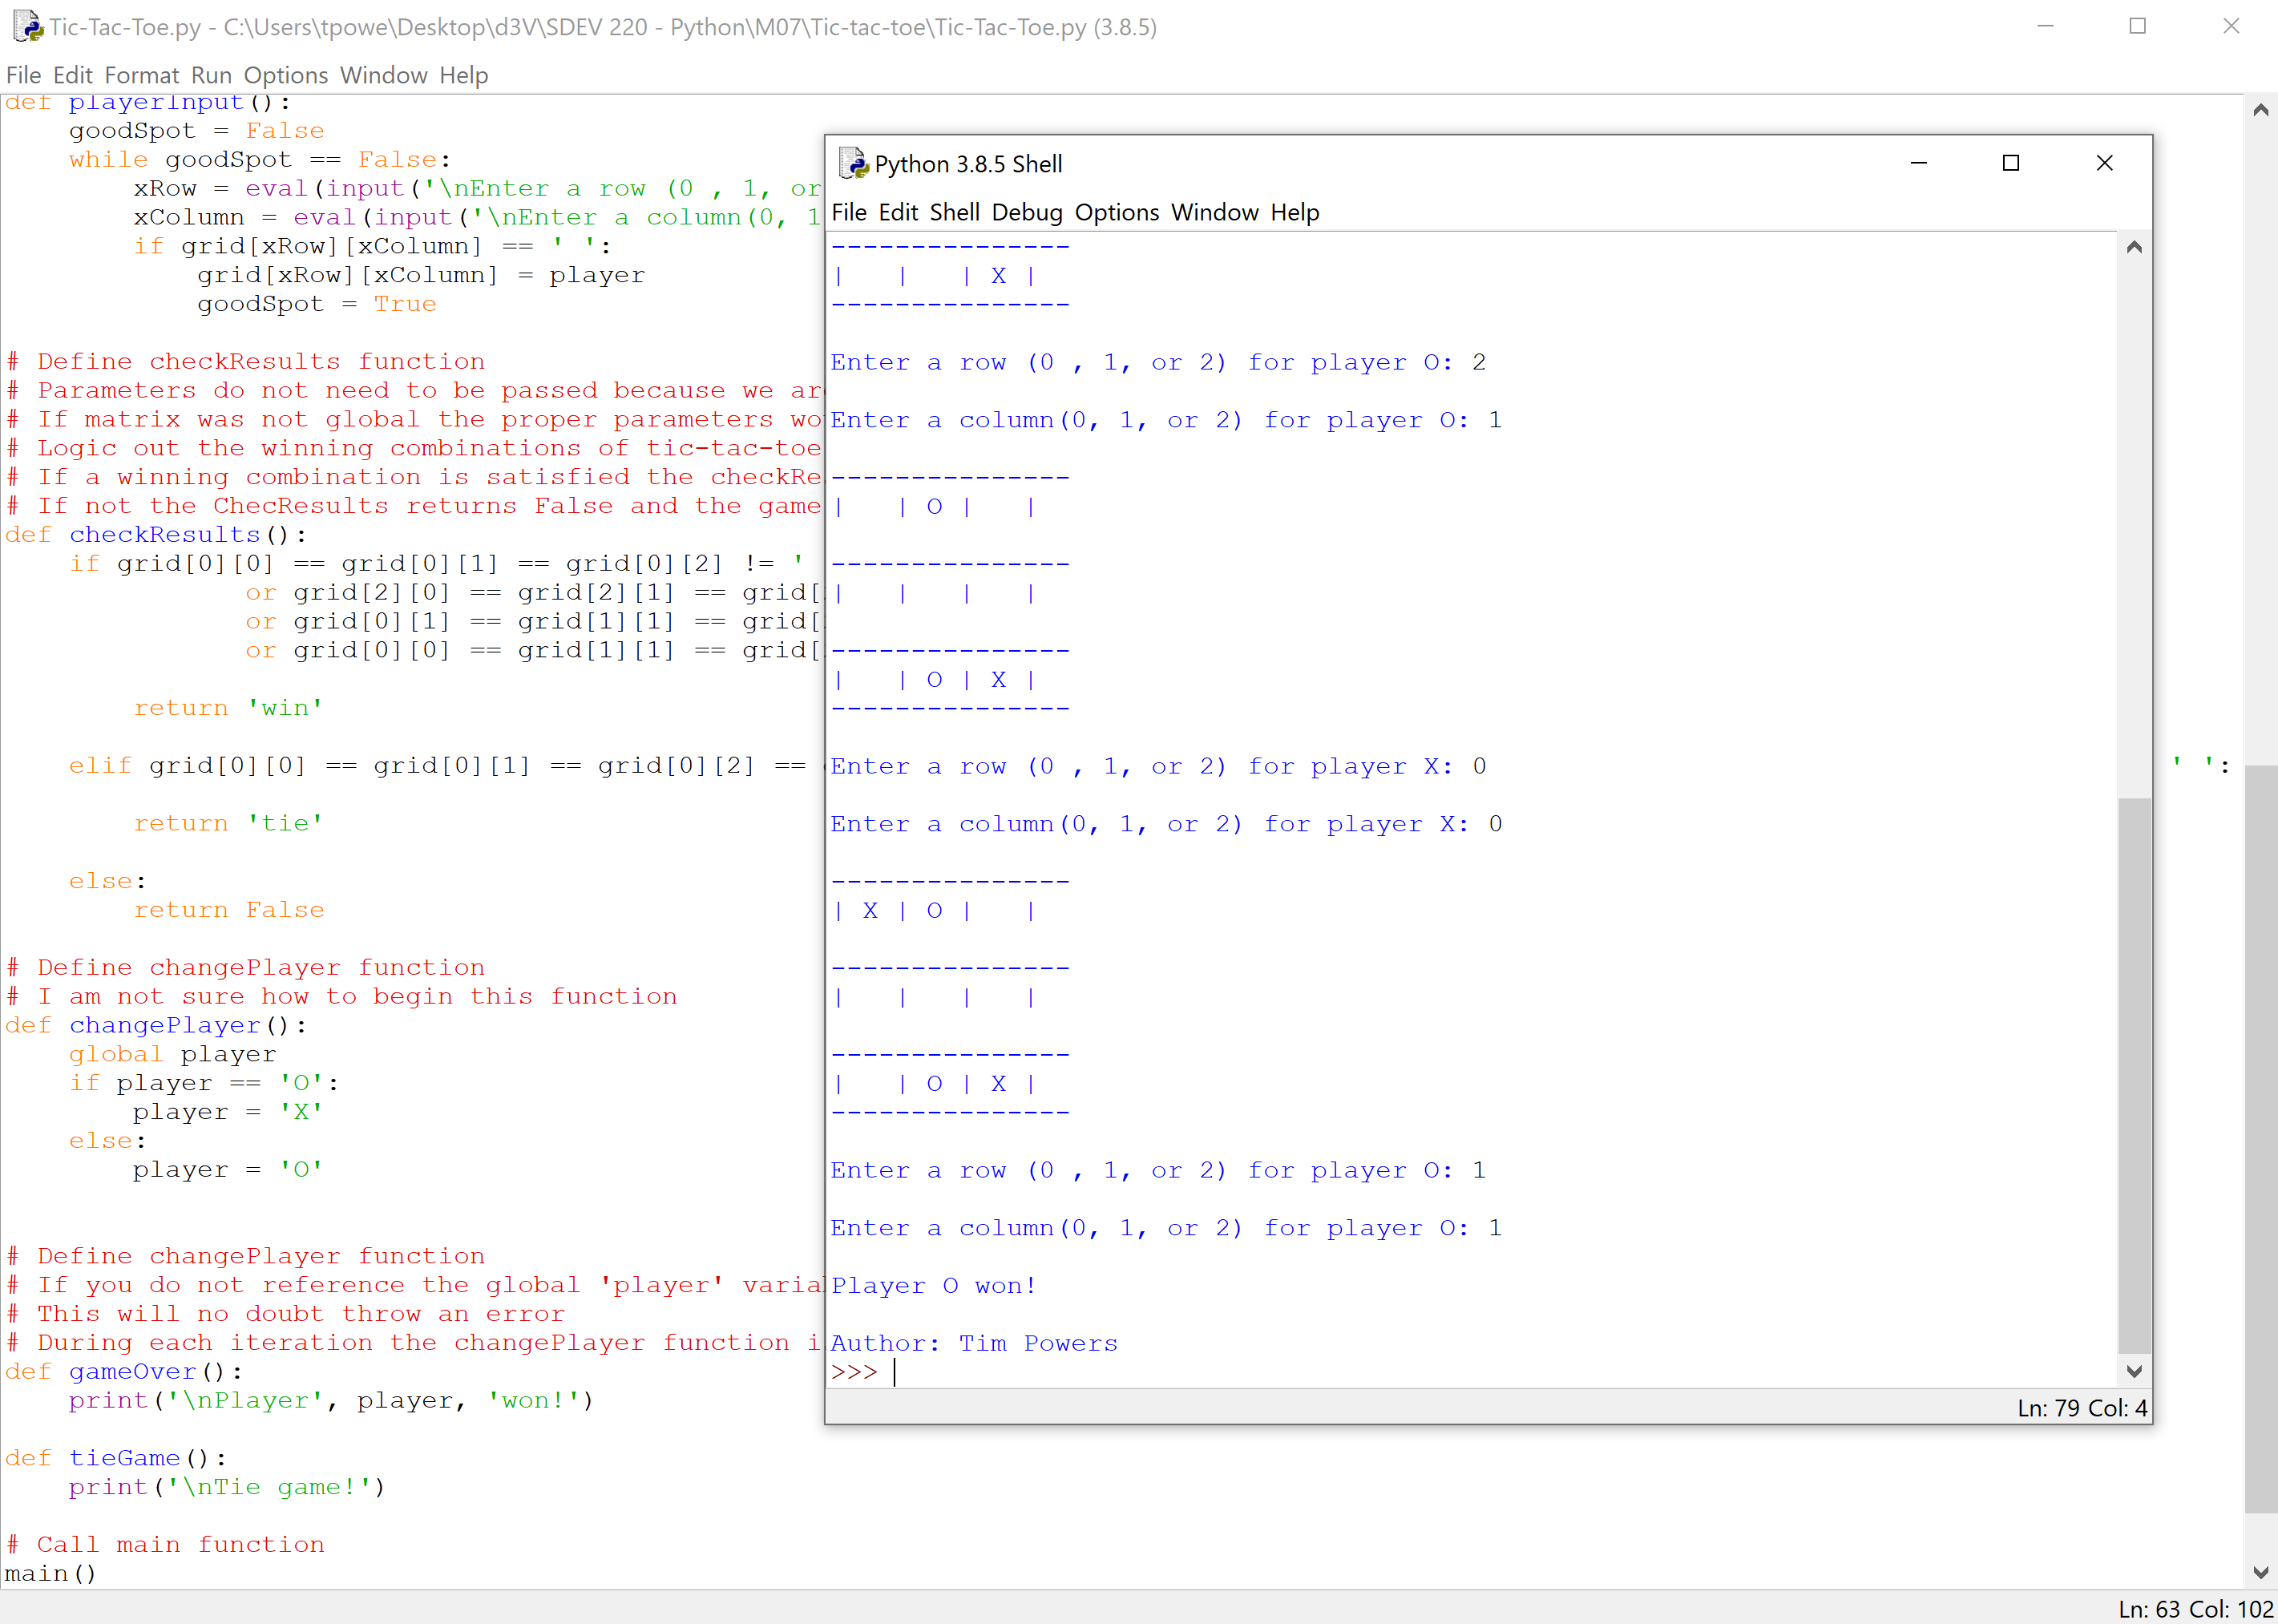 Tic-Tac-Toe.py - C:\Users\tpowe\Desktop\d3V\SDEV 220 - Python\M07\Tic-tac-toe\Tic-Tac-Toe.py (3.8.5)
File Edit Format Run Options Window Help
def playerInput():
    goodSpot = False
    while goodSpot == False:
        xRow = eval(input('\nEnter a row (0 , 1, or
        xColumn = eval(input('\nEnter a column(0, 1
        if grid[xRow][xColumn] == ' ':
            grid[xRow][xColumn] = player
            goodSpot = True
# Define checkResults function
# Parameters do not need to be passed because we ar
# If matrix was not global the proper parameters wo
# Logic out the winning combinations of tic-tac-toe
# If a winning combination is satisfied the checkRe
# If not the ChecResults returns False and the game
def checkResults():
    if grid[0][0] == grid[0][1] == grid[0][2] != '
               or grid[2][0] == grid[2][1] == grid[
               or grid[0][1] == grid[1][1] == grid[
               or grid[0][0] == grid[1][1] == grid[
        return 'win'
    elif grid[0][0] == grid[0][1] == grid[0][2] == ' ':
        return 'tie'
    else:
        return False
# Define changePlayer function
# I am not sure how to begin this function
def changePlayer():
    global player
    if player == 'O':
        player = 'X'
    else:
        player = 'O'
# Define changePlayer function
# If you do not reference the global 'player' varia
# This will no doubt throw an error
# During each iteration the changePlayer function i
def gameOver():
    print('\nPlayer', player, 'won!')
def tieGame():
    print('\nTie game!')
# Call main function
main()
Ln: 63 Col: 102
Python 3.8.5 Shell
File Edit Shell Debug Options Window Help
---------------
|   |   | X |
---------------
Enter a row (0 , 1, or 2) for player O: 2
Enter a column(0, 1, or 2) for player O: 1
---------------
|   | O |   |
---------------
|   |   |   |
---------------
|   | O | X |
---------------
Enter a row (0 , 1, or 2) for player X: 0
Enter a column(0, 1, or 2) for player X: 0
---------------
| X | O |   |
---------------
|   |   |   |
---------------
|   | O | X |
---------------
Enter a row (0 , 1, or 2) for player O: 1
Enter a column(0, 1, or 2) for player O: 1
Player O won!
Author: Tim Powers
>>>
Ln: 79 Col: 4